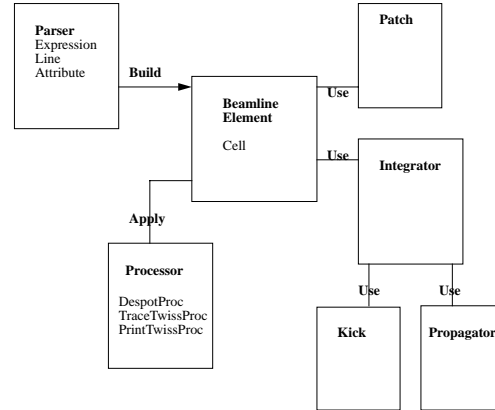 Parser
Expression
Line
Attribute
Build
Patch
Use
Beamline
Element
Cell
Use
Integrator
Apply
Processor
DespotProc
TraceTwissProc
PrintTwissProc
Use
Use
Kick
Propagator